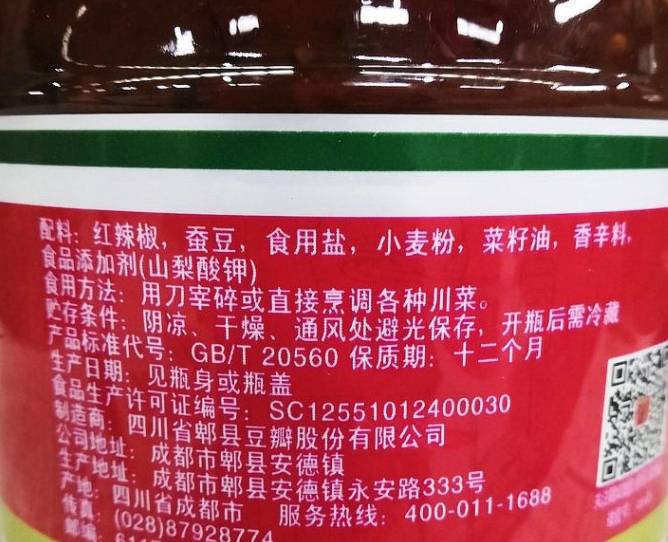 配料：红辣椒，蚕豆，食用盐，小麦粉，菜籽油，香辛料，
食品添加剂(山梨酸钾)
食用方法：用刀宰碎或直接烹调各种川菜。
贮存条件：阴凉、干燥、通风处避光保存，开瓶后需冷藏
产品标准代号：GB/T 20560 保质期：十二个月
生产日期：见瓶身或瓶盖
食品生产许可证编号：SC12551012400030
制造商：四川省郫县豆瓣股份有限公司
公司地址：成都市郫县安德镇
生产地址：成都市郫县安德镇永安路333号
产地：四川省成都市 服务热线：400-011-1688
传真：(028)87928774
邮编：